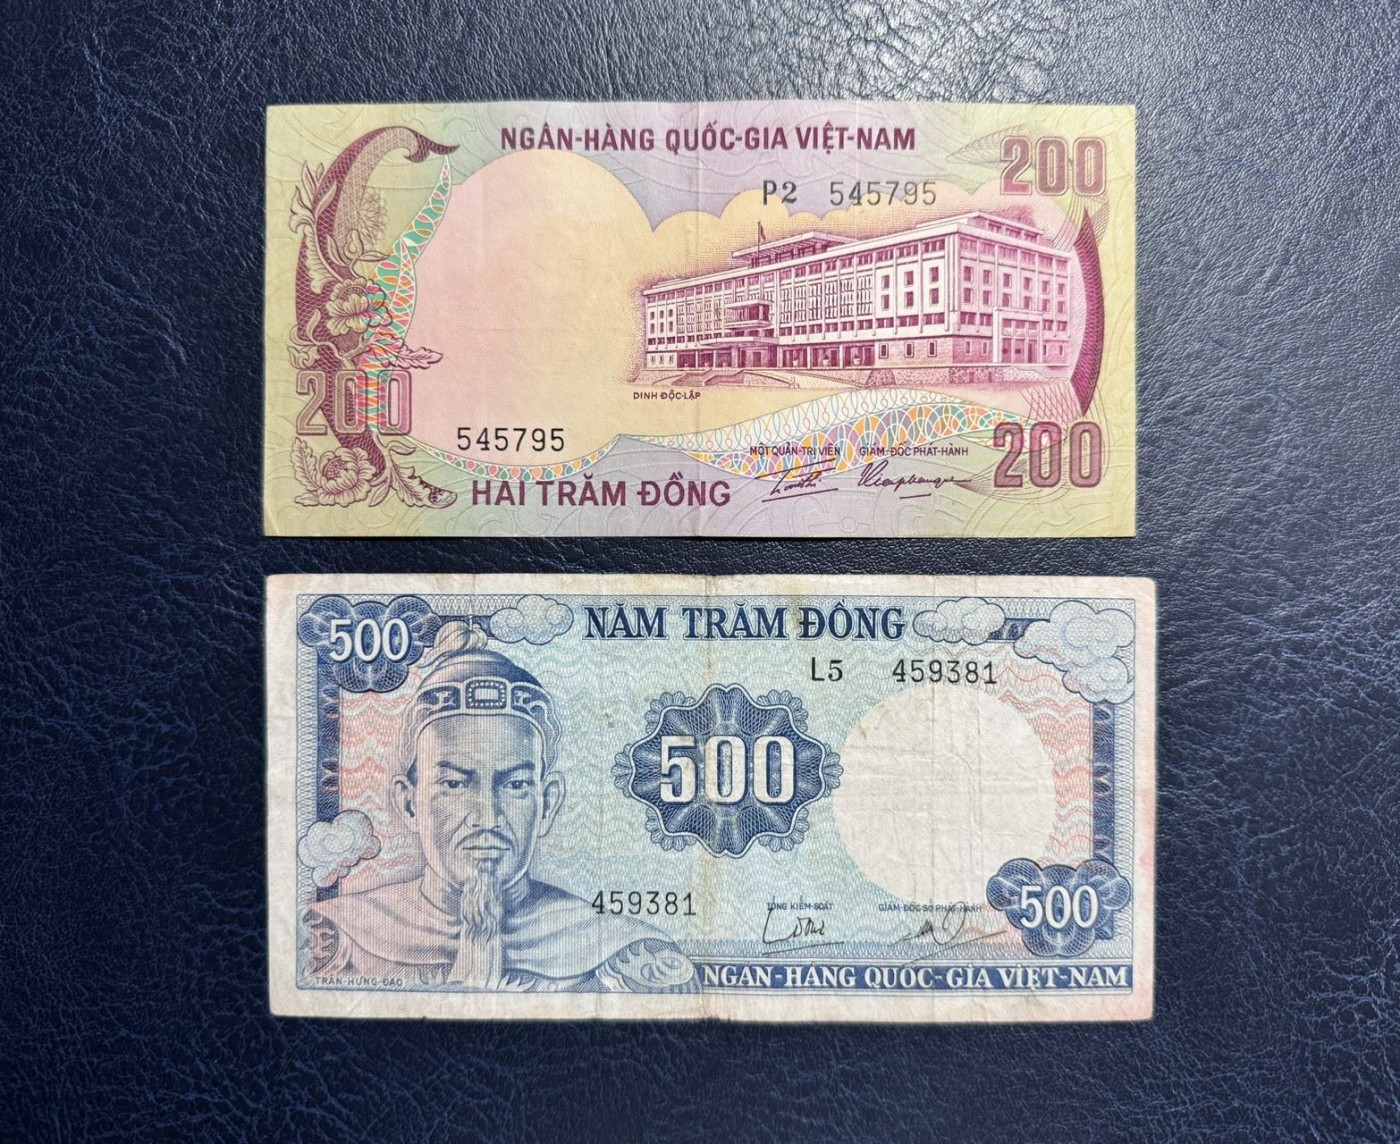 NGÂN-HÀNG QUỐC-GIA VIỆT-NAM
200
P2 545795
DINH ĐỘC-LẬP
200
545795
MỘT QUẢN-TRỊ VIÊN GIÁM-ĐỐC PHÁT-HÀNH
200
HAI TRĂM ĐỒNG
500
NĂM TRĂM ĐỒNG
L5 459381
500
459381
TỔNG KIỂM-SOÁT GIÁM-ĐỐC SỞ PHÁT-HÀNH
500
NGÂN-HÀNG QUỐC-GIA VIỆT-NAM
TRẦN-HƯNG-ĐẠO